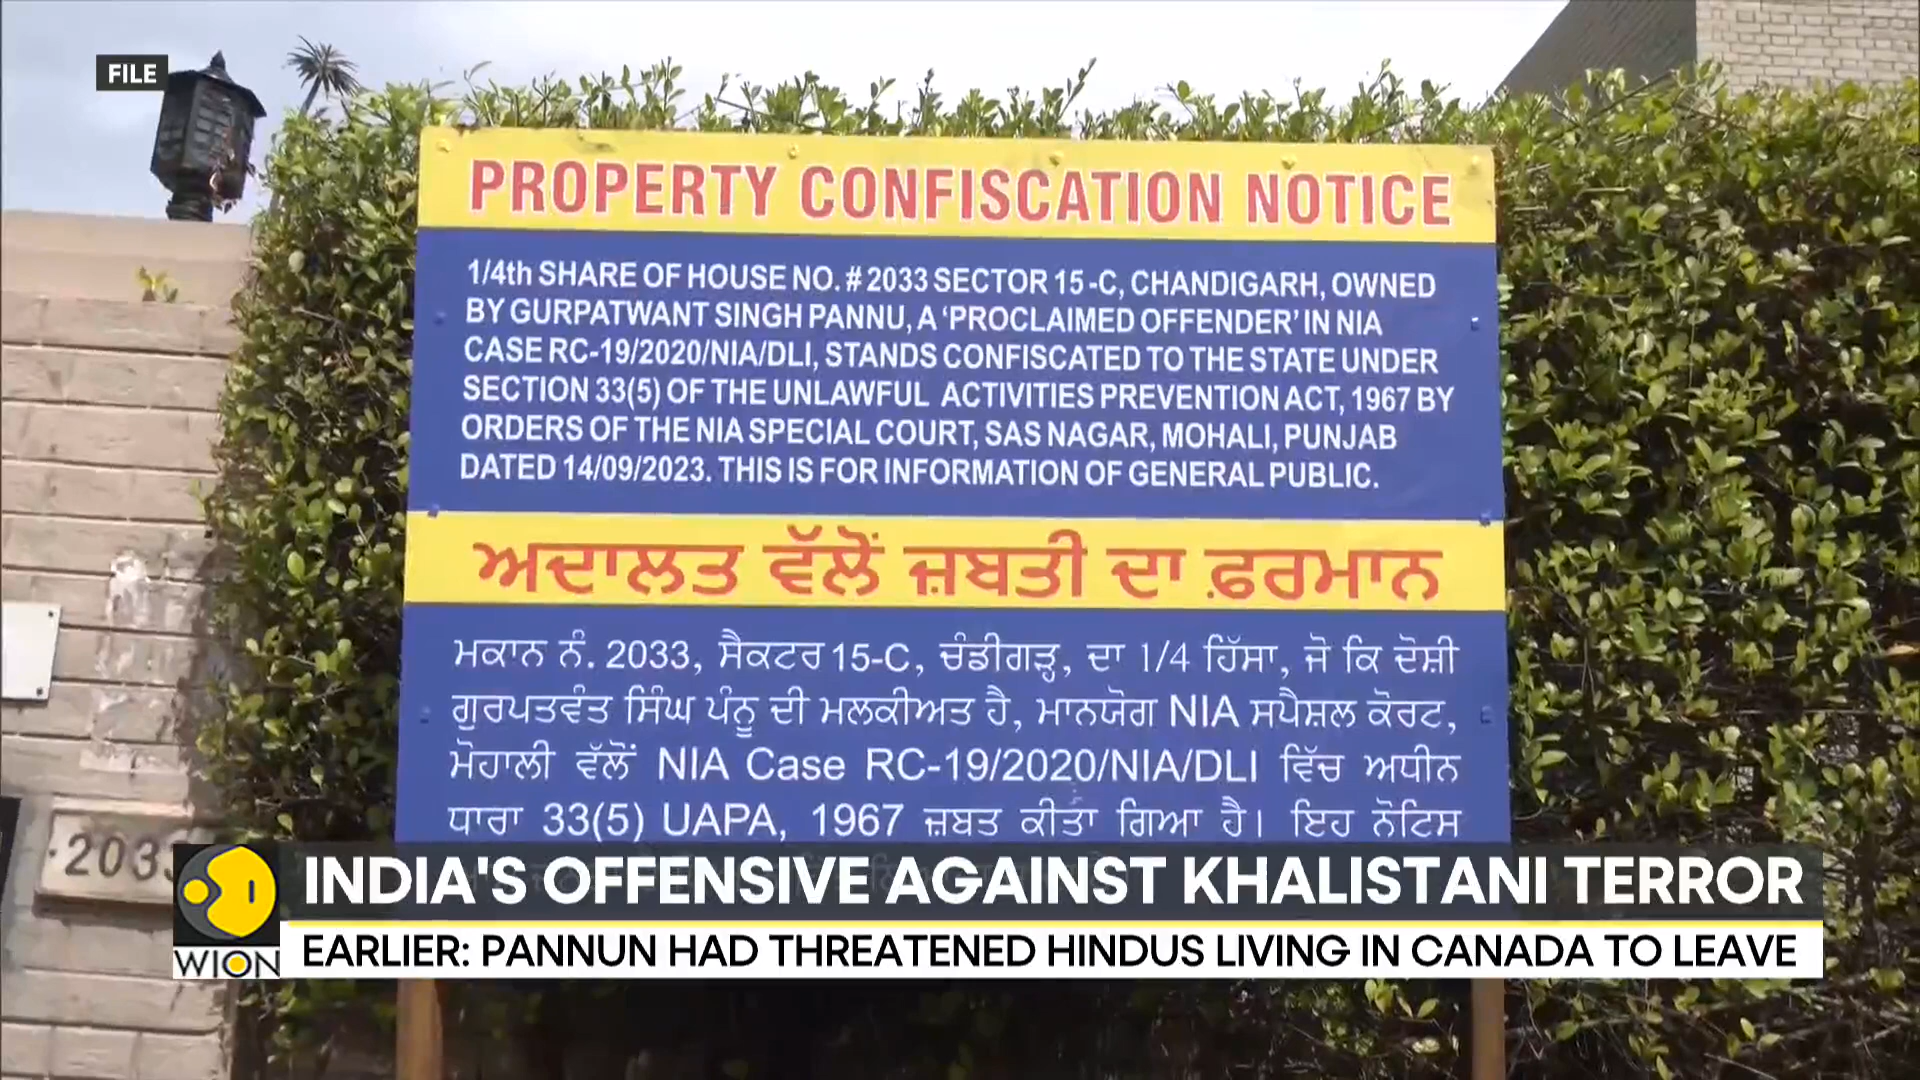 FILE
PROPERTY CONFISCATION NOTICE
1/4th SHARE OF HOUSE NO. # 2033 SECTOR 15 -C, CHANDIGARH, OWNED
BY GURPATWANT SINGH PANNU, A 'PROCLAIMED OFFENDER' IN NIA
CASE RC-19/2020/NIA/DLI, STANDS CONFISCATED TO THE STATE UNDER
SECTION 33(5) OF THE UNLAWFUL ACTIVITIES PREVENTION ACT, 1967 BY
ORDERS OF THE NIA SPECIAL COURT, SAS NAGAR, MOHALI, PUNJAB
DATED 14/09/2023. THIS IS FOR INFORMATION OF GENERAL PUBLIC.
ਅਦਾਲਤ ਵੱਲੋਂ ਜ਼ਬਤੀ ਦਾ ਫ਼ਰਮਾਨ
ਮਕਾਨ ਨੰ. 2033, ਸੈਕਟਰ 15-C, ਚੰਡੀਗੜ੍ਹ, ਦਾ 1/4 ਹਿੱਸਾ, ਜੋ ਕਿ ਦੋਸ਼ੀ
ਗੁਰਪਤਵੰਤ ਸਿੰਘ ਪੰਨੂ ਦੀ ਮਲਕੀਅਤ ਹੈ, ਮਾਨਯੋਗ NIA ਸਪੈਸ਼ਲ ਕੋਰਟ,
ਮੋਹਾਲੀ ਵੱਲੋਂ NIA Case RC-19/2020/NIA/DLI ਵਿੱਚ ਅਧੀਨ
ਧਾਰਾ 33(5) UAPA, 1967 ਜ਼ਬਤ ਕੀਤਾ ਗਿਆ ਹੈ। ਇਹ ਨੋਟਿਸ
2033
INDIA'S OFFENSIVE AGAINST KHALISTANI TERROR
WION
EARLIER: PANNUN HAD THREATENED HINDUS LIVING IN CANADA TO LEAVE